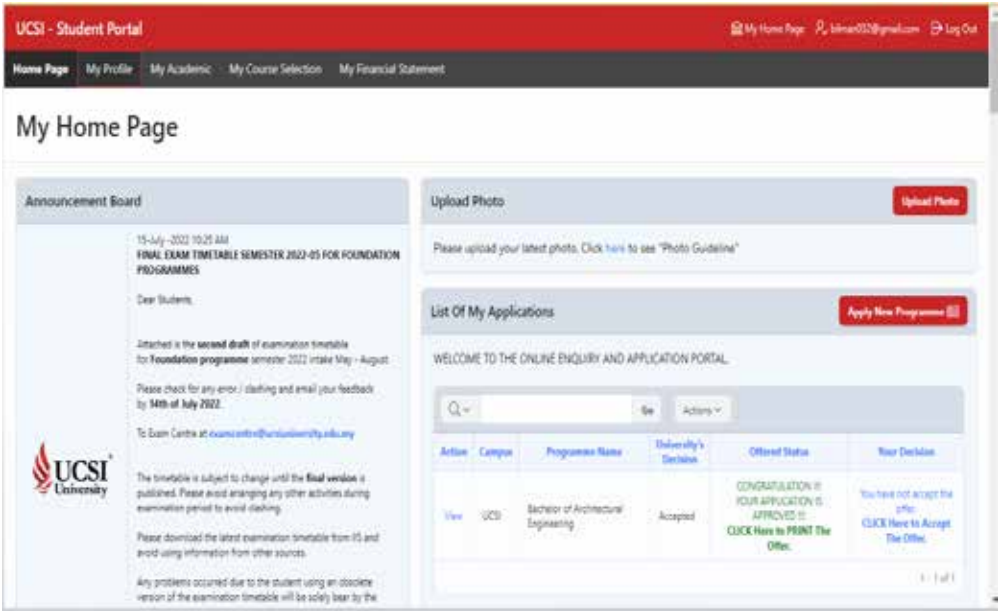 UCSI - Student Portal
My Home Page
Log Out
Home Page My Profile My Academic My Course Selection My Financial Statement
My Home Page
Announcement Board
15-July -2022 10:25 AM
FINAL EXAM TIMETABLE SEMESTER 2022-05 FOR FOUNDATION
PROGRAMMES
Dear Students,
Attached is the second draft of examination timetable
for Foundation programme semester 2022 intake May - August
Please check for any error / clashing and email your feedback
by 14th of July 2022.
To Exam Centre at examcentre@ucsiuniversity.edu.my
The timetable is subject to change until the final version is
published. Please avoid arranging any other activities during
examination period to avoid clashing.
Please download the latest examination timetable from IIS and
avoid using information from other sources.
Any problems occurred due to the student using an obsolete
version of the examination timetable will be solely bear by the
UCSI
University
Upload Photo
Upload Photo
Please upload your latest photo. Click here to see "Photo Guideline"
List Of My Applications
Apply New Programme
WELCOME TO THE ONLINE ENQUIRY AND APPLICATION PORTAL.
Go
Actions
Action Campus Programme Name University's Decision Offered Status Your Decision
View UCSI
Bachelor of Architectural
Engineering
Accepted
CONGRATULATION !!!
YOUR APPLICATION IS
APPROVED !!!
CLICK Here to PRINT The
Offer.
You have not accept the
offer.
CLICK Here to Accept
The Offer.
1 - 1 of 1